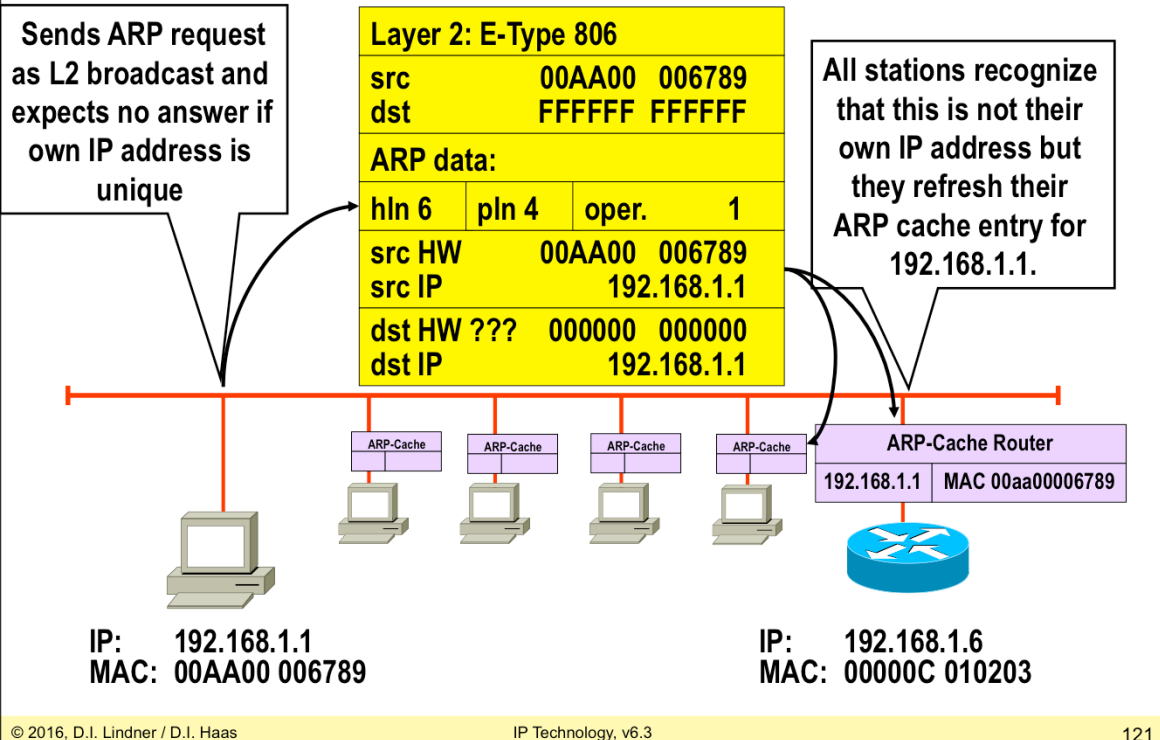 Sends ARP request
as L2 broadcast and
expects no answer if
own IP address is
unique
Layer 2: E-Type 806
src 00AA00 006789
dst FFFFFF FFFFFF
ARP data:
hln 6 pln 4 oper. 1
src HW 00AA00 006789
src IP 192.168.1.1
dst HW ??? 000000 000000
dst IP 192.168.1.1
All stations recognize
that this is not their
own IP address but
they refresh their
ARP cache entry for
192.168.1.1.
ARP-Cache
ARP-Cache
ARP-Cache
ARP-Cache
ARP-Cache Router
192.168.1.1 MAC 00aa00006789
IP: 192.168.1.1
MAC: 00AA00 006789
IP: 192.168.1.6
MAC: 00000C 010203
© 2016, D.I. Lindner / D.I. Haas
IP Technology, v6.3
121